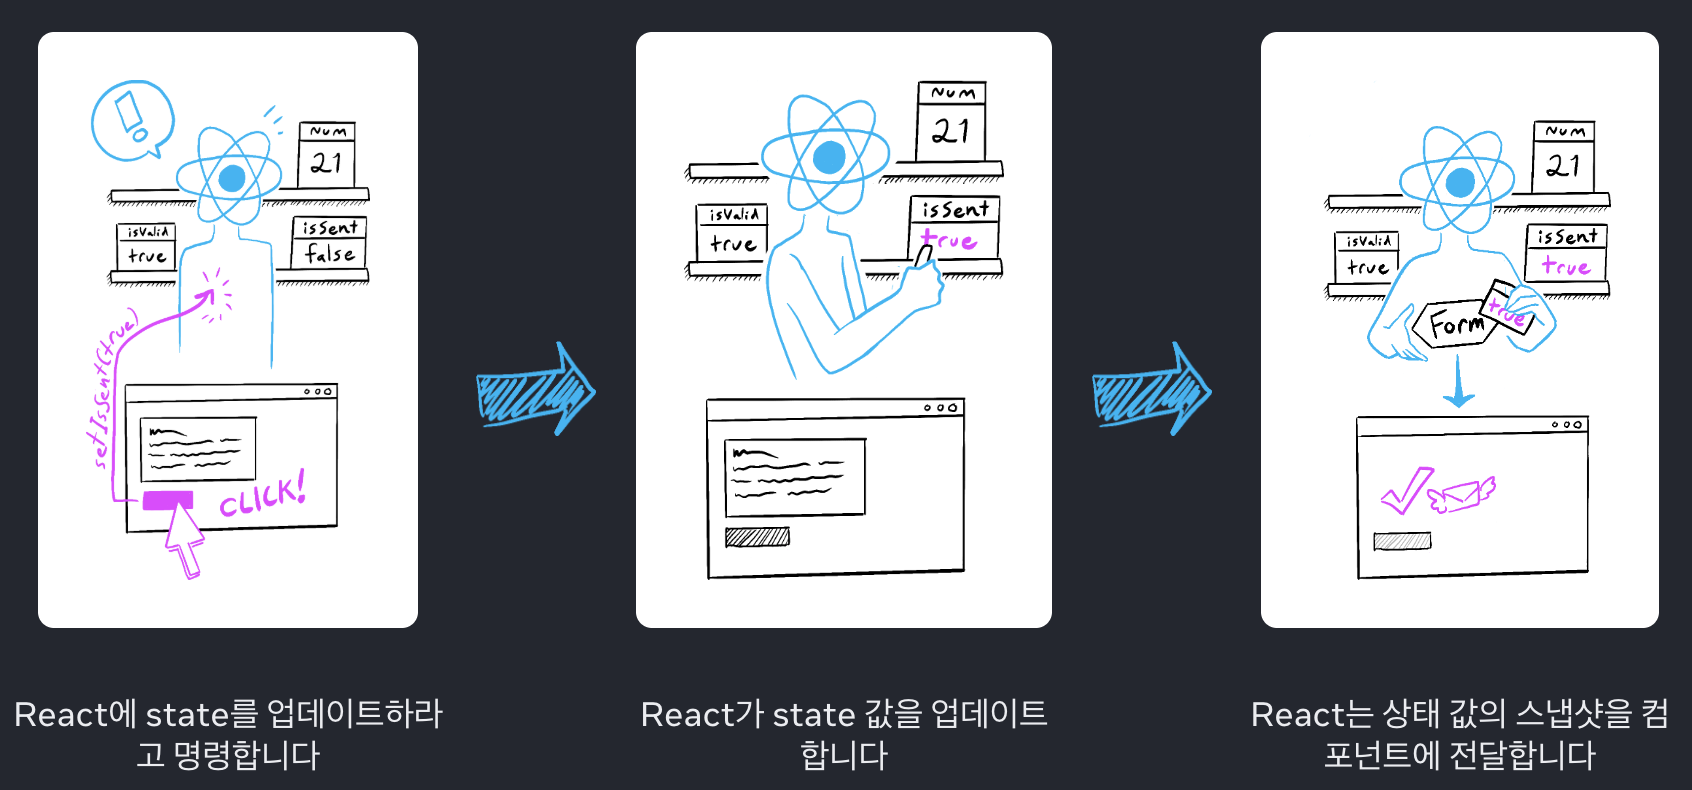 !
Num
21
isValid
true
isSent
false
setIsSent(true)
CLICK!
React에 state를 업데이트하라
고 명령합니다
Num
21
isValid
true
isSent
true
React가 state 값을 업데이트
합니다
Num
21
isValid
true
isSent
true
Form
true
React는 상태 값의 스냅샷을 컴
포넌트에 전달합니다